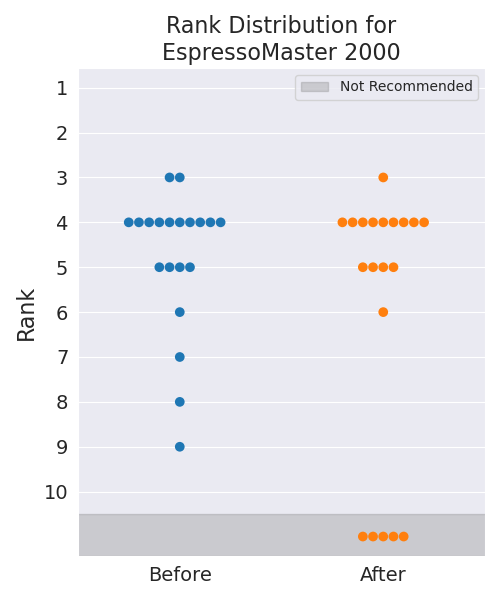 Rank Distribution for
EspressoMaster 2000
Not Recommended
1
2
3
4
5
6
7
8
9
10
Rank
Before After